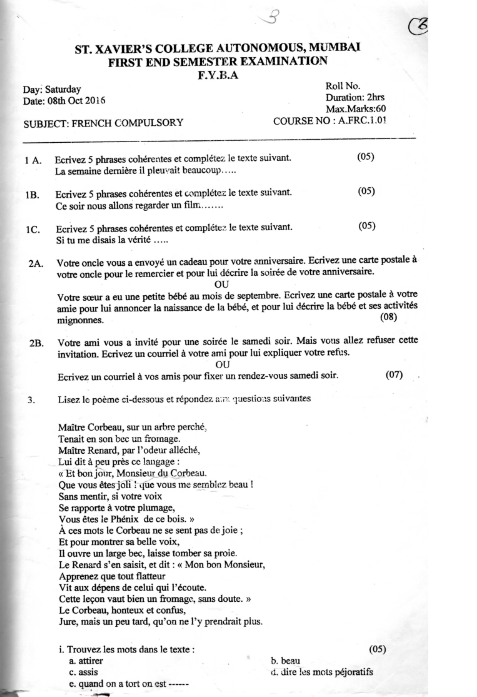 3
8
ST. XAVIER'S COLLEGE AUTONOMOUS, MUMBAI
FIRST END SEMESTER EXAMINATION
F.Y.B.A
Day: Saturday
Roll No.
Date: 08th Oct 2016
Duration: 2hrs
Max.Marks:60
SUBJECT: FRENCH COMPULSORY
COURSE NO : A.FRC.1.01
1 A. Ecrivez 5 phrases cohérentes et complétez le texte suivant. (05)
La semaine dernière il pleuvait beaucoup.….
1B. Ecrivez 5 phrases cohérentes et complétez le texte suivant. (05)
Ce soir nous allons regarder un film…….
1C. Ecrivez 5 phrases cohérentes et complétez le texte suivant. (05)
Si tu me disais la vérité …..
2A. Votre oncle vous a envoyé un cadeau pour votre anniversaire. Ecrivez une carte postale à
votre oncle pour le remercier et pour lui décrire la soirée de votre anniversaire.
OU
Votre sœur a eu une petite bébé au mois de septembre. Ecrivez une carte postale à votre
amie pour lui annoncer la naissance de la bébé, et pour lui décrire la bébé et ses activités
mignonnes. (08)
2B. Votre ami vous a invité pour une soirée le samedi soir. Mais vous allez refuser cette
invitation. Ecrivez un courriel à votre ami pour lui expliquer votre refus.
OU
Ecrivez un courriel à vos amis pour fixer un rendez-vous samedi soir. (07)
3. Lisez le poème ci-dessous et répondez aux questions suivantes
Maître Corbeau, sur un arbre perché,
Tenait en son bec un fromage.
Maître Renard, par l'odeur alléché,
Lui dit à peu près ce langage :
« Et bonjour, Monsieur du Corbeau.
Que vous êtes joli ! que vous me semblez beau !
Sans mentir, si votre voix
Se rapporte à votre plumage,
Vous êtes le Phénix de ce bois. »
À ces mots le Corbeau ne se sent pas de joie ;
Et pour montrer sa belle voix,
Il ouvre un large bec, laisse tomber sa proie.
Le Renard s'en saisit, et dit : « Mon bon Monsieur,
Apprenez que tout flatteur
Vit aux dépens de celui qui l'écoute.
Cette leçon vaut bien un fromage, sans doute. »
Le Corbeau, honteux et confus,
Jura, mais un peu tard, qu'on ne l'y prendrait plus.
i. Trouvez les mots dans le texte : (05)
a. attirer b. beau
c. assis d. dire les mots péjoratifs
e. quand on a tort on est ------